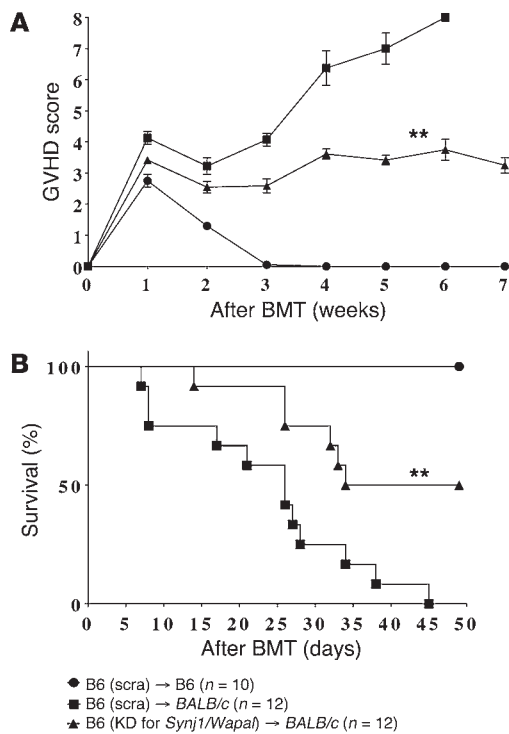 A
GVHD score
8
7
6
5
4
3
2
1
0
**
0 1 2 3 4 5 6 7
After BMT (weeks)
B
Survival (%)
100
50
0
**
0 5 10 15 20 25 30 35 40 45 50
After BMT (days)
B6 (scra) → B6 (n = 10)
B6 (scra) → BALB/c (n = 12)
B6 (KD for Synj1/Wapal) → BALB/c (n = 12)